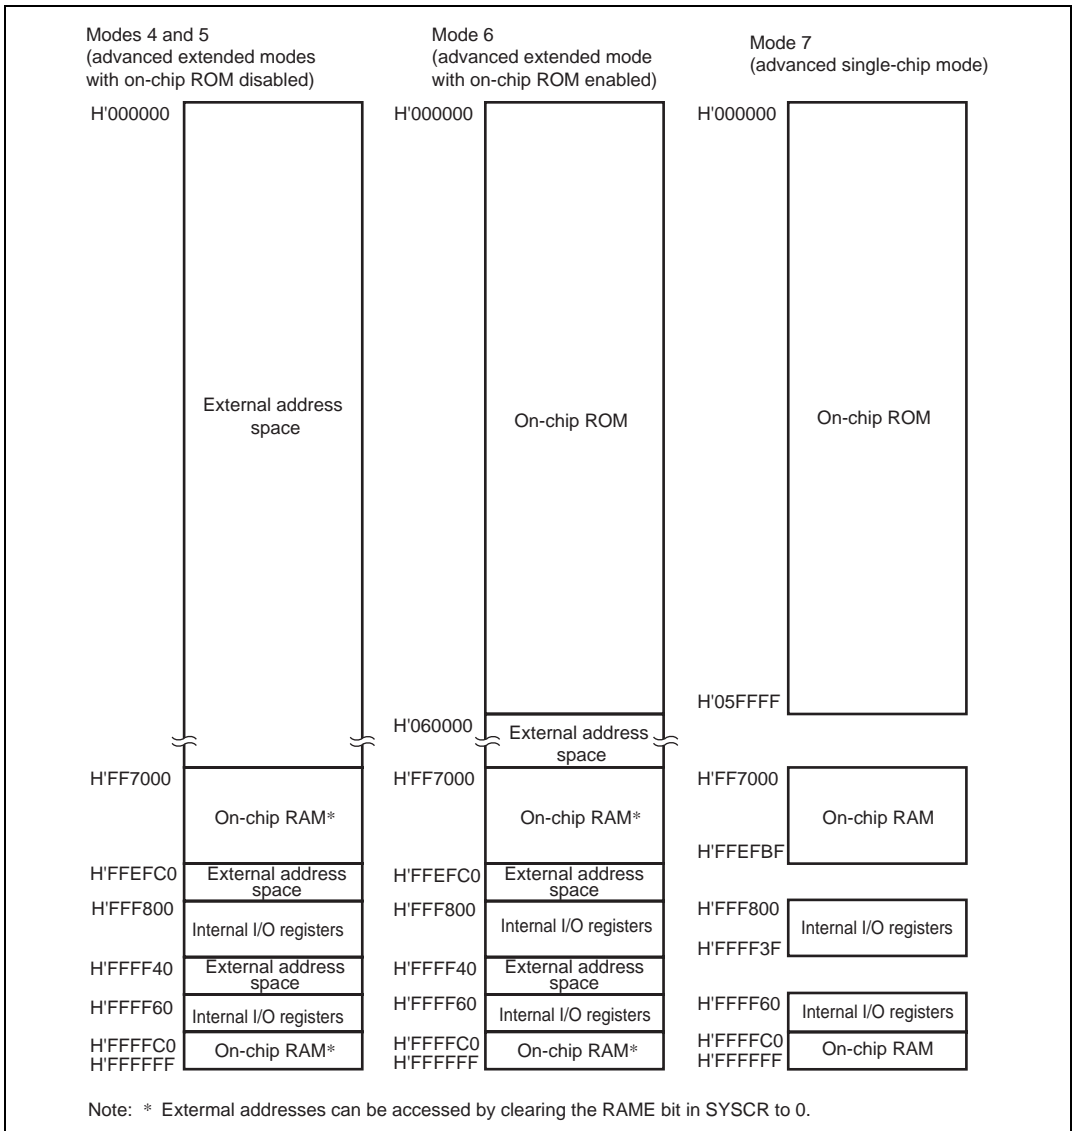 Modes 4 and 5
(advanced extended modes
with on-chip ROM disabled)
H'000000
External address
space
H'FF7000
On-chip RAM*
H'FFEFC0
External address
space
H'FFF800
Internal I/O registers
H'FFFF40
External address
space
H'FFFF60
Internal I/O registers
H'FFFFC0
On-chip RAM*
H'FFFFFF
Mode 6
(advanced extended mode
with on-chip ROM enabled)
H'000000
On-chip ROM
H'060000
External address
space
H'FF7000
On-chip RAM*
H'FFEFC0
External address
space
H'FFF800
Internal I/O registers
H'FFFF40
External address
space
H'FFFF60
Internal I/O registers
H'FFFFC0
On-chip RAM*
H'FFFFFF
Mode 7
(advanced single-chip mode)
H'000000
On-chip ROM
H'05FFFF
H'FF7000
On-chip RAM
H'FFEFBF
H'FFF800
Internal I/O registers
H'FFFF3F
H'FFFF60
Internal I/O registers
H'FFFFC0
On-chip RAM
H'FFFFFF
Note: * Extermal addresses can be accessed by clearing the RAME bit in SYSCR to 0.